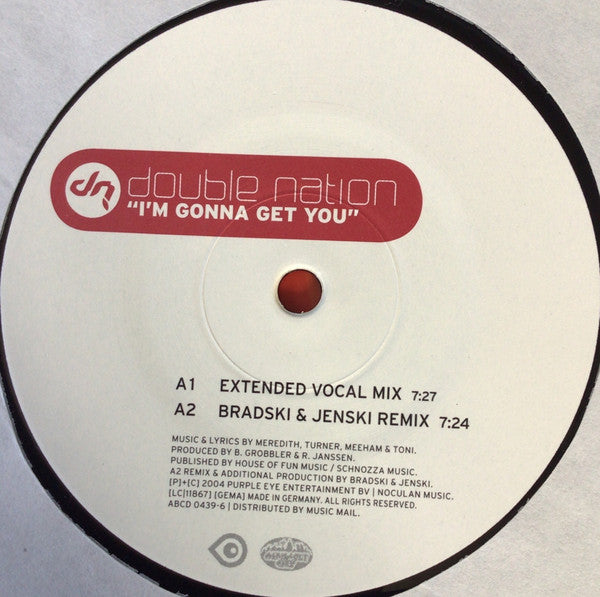 dn double nation
"I'M GONNA GET YOU"
A1 EXTENDED VOCAL MIX 7:27
A2 BRADSKI & JENSKI REMIX 7:24
MUSIC & LYRICS BY MEREDITH, TURNER, MEEHAM & TONI.
PRODUCED BY B. GROBBLER & R. JANSSEN.
PUBLISHED BY HOUSE OF FUN MUSIC / SCHNOZZA MUSIC.
A2 REMIX & ADDITIONAL PRODUCTION BY BRADSKI & JENSKI.
[P]+[C] 2004 PURPLE EYE ENTERTAINMENT BV | NOCULAN MUSIC.
[LC|11867] [GEMA] MADE IN GERMANY. ALL RIGHTS RESERVED.
ABCD 0439-6 | DISTRIBUTED BY MUSIC MAIL.